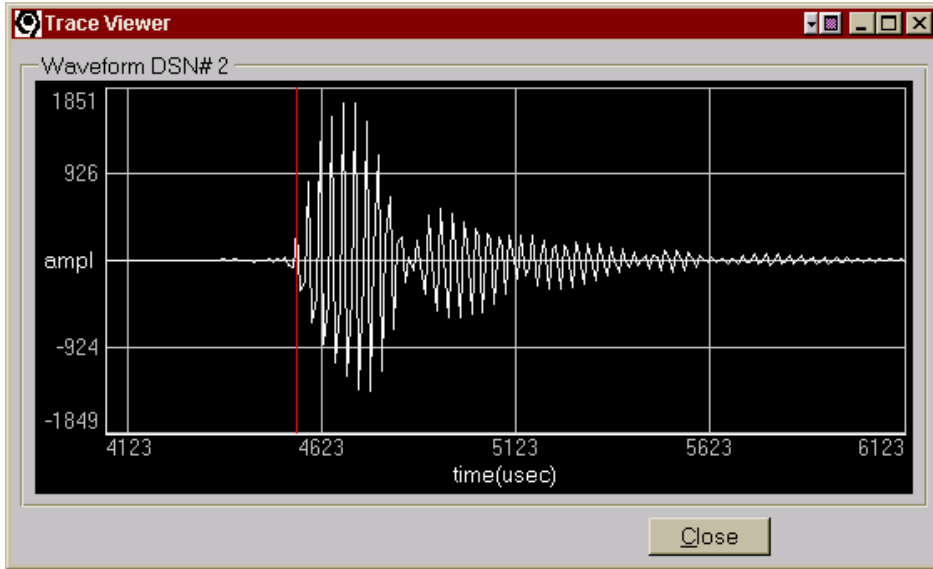 Trace Viewer
Waveform DSN# 2
1851
926
ampl
-924
-1849
4123 4623 5123 5623 6123
time(usec)
Close